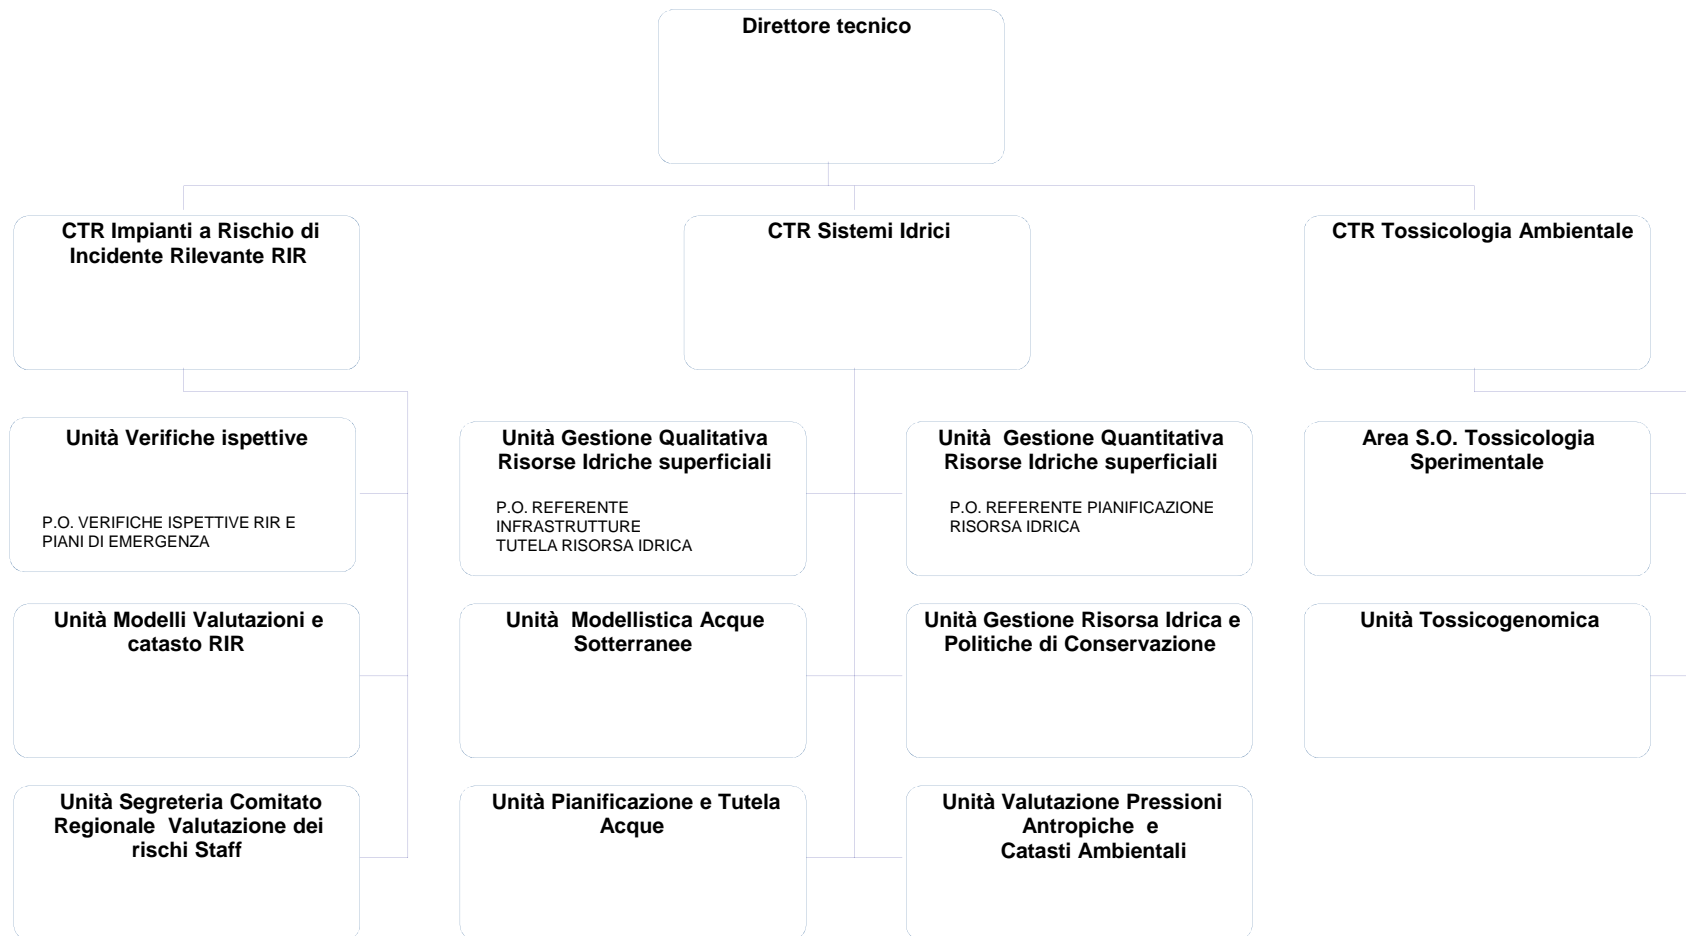 Direttore tecnico
CTR Impianti a Rischio di
Incidente Rilevante RIR
CTR Sistemi Idrici
CTR Tossicologia Ambientale
Unità Verifiche ispettive
P.O. VERIFICHE ISPETTIVE RIR E
PIANI DI EMERGENZA
Unità Gestione Qualitativa
Risorse Idriche superficiali
P.O. REFERENTE
INFRASTRUTTURE
TUTELA RISORSA IDRICA
Unità Gestione Quantitativa
Risorse Idriche superficiali
P.O. REFERENTE PIANIFICAZIONE
RISORSA IDRICA
Area S.O. Tossicologia
Sperimentale
Unità Modelli Valutazioni e
catasto RIR
Unità Modellistica Acque
Sotterranee
Unità Gestione Risorsa Idrica e
Politiche di Conservazione
Unità Tossicogenomica
Unità Segreteria Comitato
Regionale Valutazione dei
rischi Staff
Unità Pianificazione e Tutela
Acque
Unità Valutazione Pressioni
Antropiche e
Catasti Ambientali